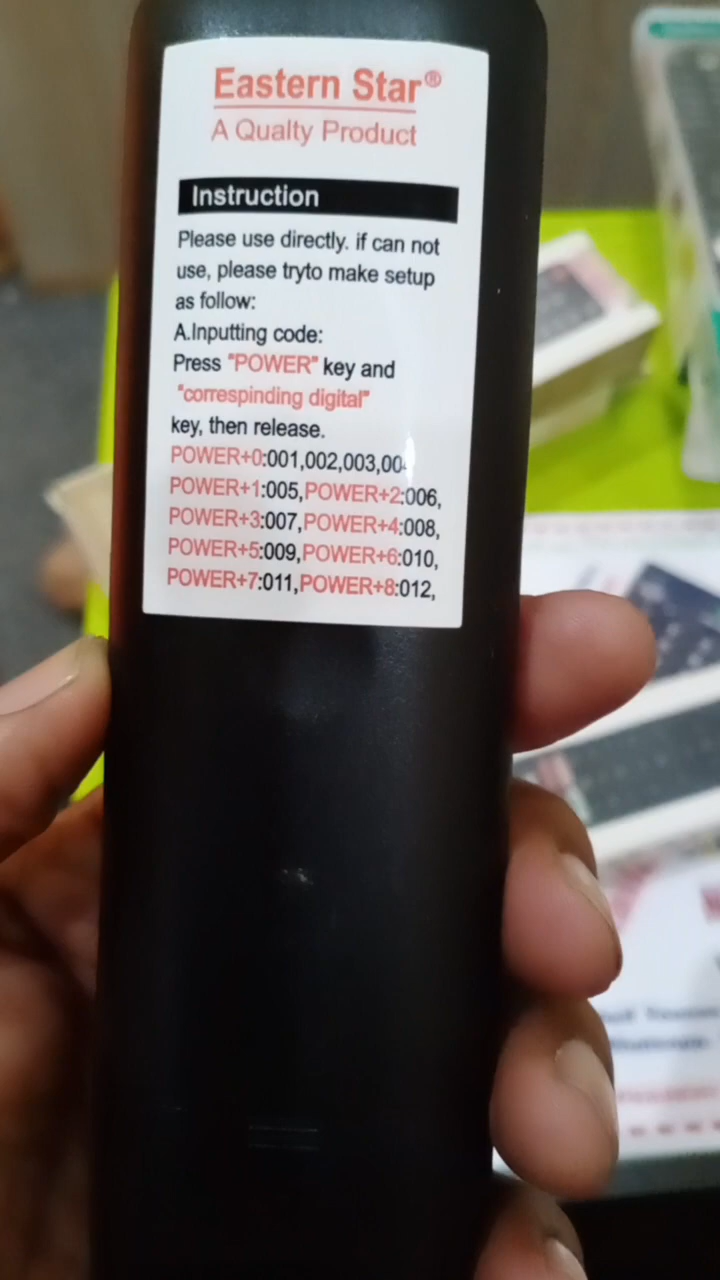 Eastern Star®
A Qualty Product
Instruction
Please use directly. if can not
use, please tryto make setup
as follow:
A.Inputting code:
Press "POWER" key and
"correspinding digital"
key, then release.
POWER+0:001,002,003,00
POWER+1:005,POWER+2:006,
POWER+3:007,POWER+4:008,
POWER+5:009,POWER+6:010,
POWER+7:011,POWER+8:012,